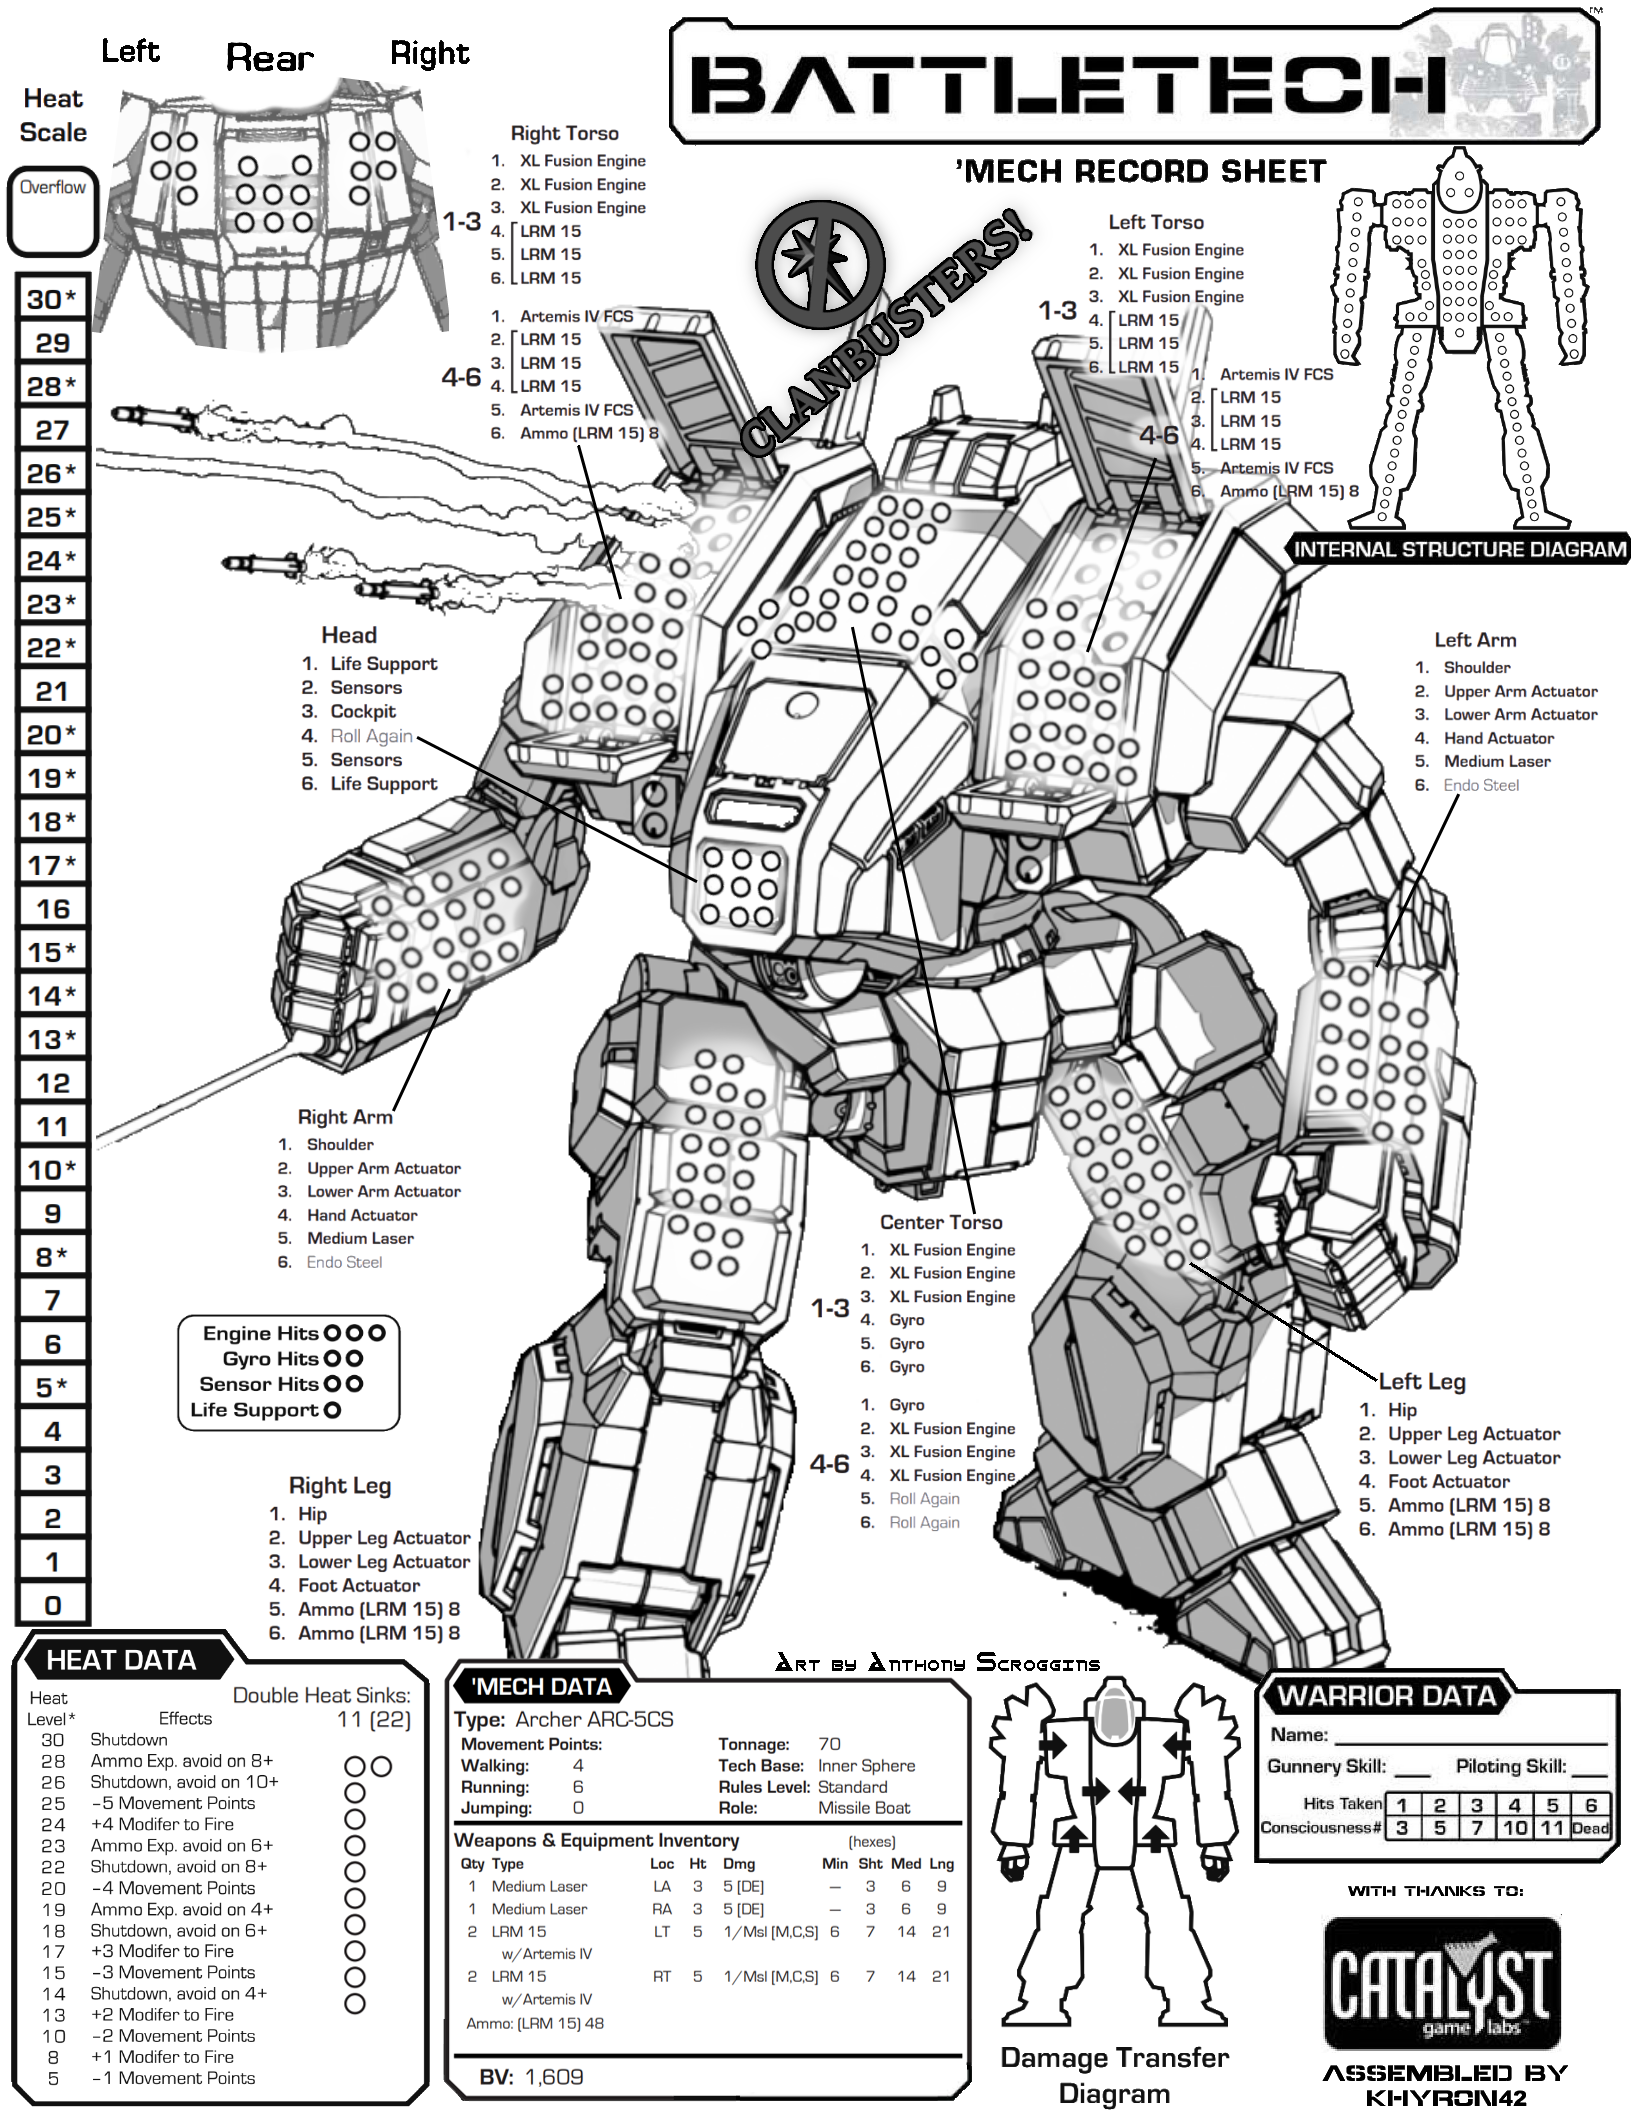 Left Rear Right
BATTLETECH
TM
'MECH RECORD SHEET
CLANBUSTERS!
Heat
Scale
Overflow
30*
29
28*
27
26*
25*
24*
23*
22*
21
20*
19*
18*
17*
16
15*
14*
13*
12
11
10*
9
8*
7
6
5*
4
3
2
1
0
Right Torso
1-3
1. XL Fusion Engine
2. XL Fusion Engine
3. XL Fusion Engine
4. LRM 15
5. LRM 15
6. LRM 15
4-6
1. Artemis IV FCS
2. LRM 15
3. LRM 15
4. LRM 15
5. Artemis IV FCS
6. Ammo (LRM 15) 8
Left Torso
1-3
1. XL Fusion Engine
2. XL Fusion Engine
3. XL Fusion Engine
4. LRM 15
5. LRM 15
6. LRM 15
4-6
1. Artemis IV FCS
2. LRM 15
3. LRM 15
4. LRM 15
5. Artemis IV FCS
6. Ammo (LRM 15) 8
INTERNAL STRUCTURE DIAGRAM
Head
1. Life Support
2. Sensors
3. Cockpit
4. Roll Again
5. Sensors
6. Life Support
Left Arm
1. Shoulder
2. Upper Arm Actuator
3. Lower Arm Actuator
4. Hand Actuator
5. Medium Laser
6. Endo Steel
Right Arm
1. Shoulder
2. Upper Arm Actuator
3. Lower Arm Actuator
4. Hand Actuator
5. Medium Laser
6. Endo Steel
Center Torso
1-3
1. XL Fusion Engine
2. XL Fusion Engine
3. XL Fusion Engine
4. Gyro
5. Gyro
6. Gyro
4-6
1. Gyro
2. XL Fusion Engine
3. XL Fusion Engine
4. XL Fusion Engine
5. Roll Again
6. Roll Again
Engine Hits
Gyro Hits
Sensor Hits
Life Support
Left Leg
1. Hip
2. Upper Leg Actuator
3. Lower Leg Actuator
4. Foot Actuator
5. Ammo (LRM 15) 8
6. Ammo (LRM 15) 8
Right Leg
1. Hip
2. Upper Leg Actuator
3. Lower Leg Actuator
4. Foot Actuator
5. Ammo (LRM 15) 8
6. Ammo (LRM 15) 8
HEAT DATA
Heat Level* Effects
Double Heat Sinks:
11 (22)
30 Shutdown
28 Ammo Exp. avoid on 8+
26 Shutdown, avoid on 10+
25 -5 Movement Points
24 +4 Modifer to Fire
23 Ammo Exp. avoid on 6+
22 Shutdown, avoid on 8+
20 -4 Movement Points
19 Ammo Exp. avoid on 4+
18 Shutdown, avoid on 6+
17 +3 Modifer to Fire
15 -3 Movement Points
14 Shutdown, avoid on 4+
13 +2 Modifer to Fire
10 -2 Movement Points
8 +1 Modifer to Fire
5 -1 Movement Points
Art by Anthony Scroggins
'MECH DATA
Type: Archer ARC-5CS
Movement Points: Tonnage: 70
Walking: 4 Tech Base: Inner Sphere
Running: 6 Rules Level: Standard
Jumping: 0 Role: Missile Boat
Weapons & Equipment Inventory (hexes)
Qty Type Loc Ht Dmg Min Sht Med Lng
1 Medium Laser LA 3 5 [DE] — 3 6 9
1 Medium Laser RA 3 5 [DE] — 3 6 9
2 LRM 15 LT 5 1/Msl [M,C,S] 6 7 14 21
w/Artemis IV
2 LRM 15 RT 5 1/Msl [M,C,S] 6 7 14 21
w/Artemis IV
Ammo: (LRM 15) 48
BV: 1,609
Damage Transfer
Diagram
WARRIOR DATA
Name:
Gunnery Skill: Piloting Skill:
Hits Taken 1 2 3 4 5 6
Consciousness# 3 5 7 10 11 Dead
WITH THANKS TO:
CATALYST
game labs
ASSEMBLED BY
KHYRON42